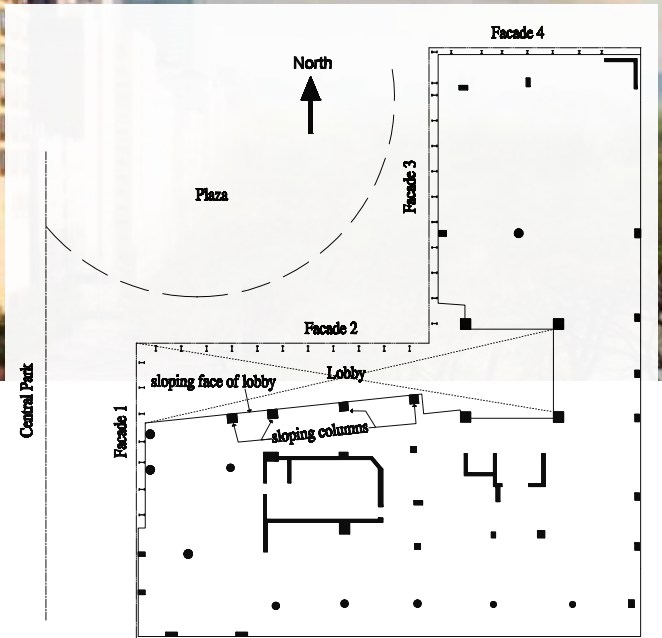 Facade 4
North
Facade 3
Plaza
Facade 2
Central Park
Lobby
sloping face of lobby
Facade 1
sloping columns